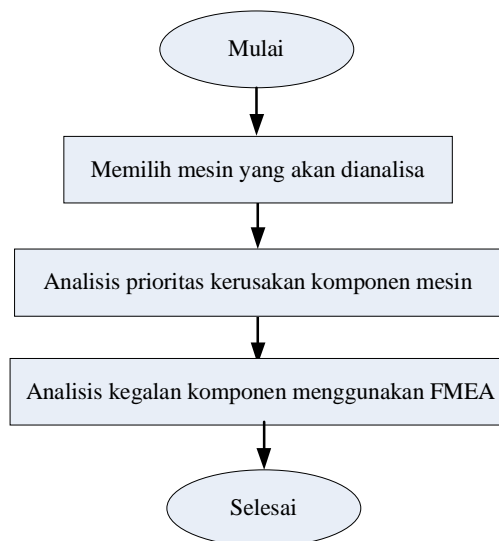 Mulai
Memilih mesin yang akan dianalisa
Analisis prioritas kerusakan komponen mesin
Analisis kegalan komponen menggunakan FMEA
Selesai